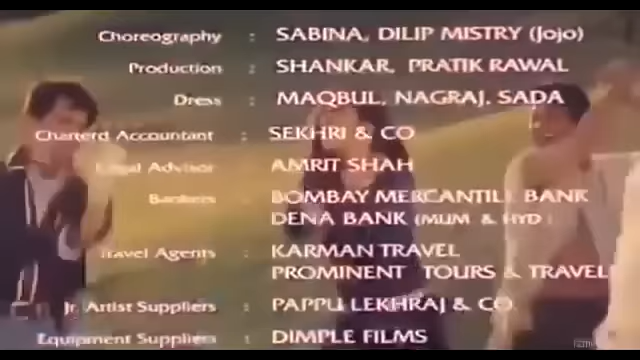 Choreography : SABINA, DILIP MISTRY (Jojo)
Production : SHANKAR, PRATIK RAWAL
Dress : MAQBUL, NAGRAJ, SADA
Charterd Accountant : SEKHRI & CO
Legal Advisor : AMRIT SHAH
Bankers : BOMBAY MERCANTILE BANK
DENA BANK (MUM & HYD)
Travel Agents : KARMAN TRAVEL
PROMINENT TOURS & TRAVEL
Jr. Artist Suppliers : PAPPU LEKHRAJ & CO.
Equipment Suppliers : DIMPLE FILMS